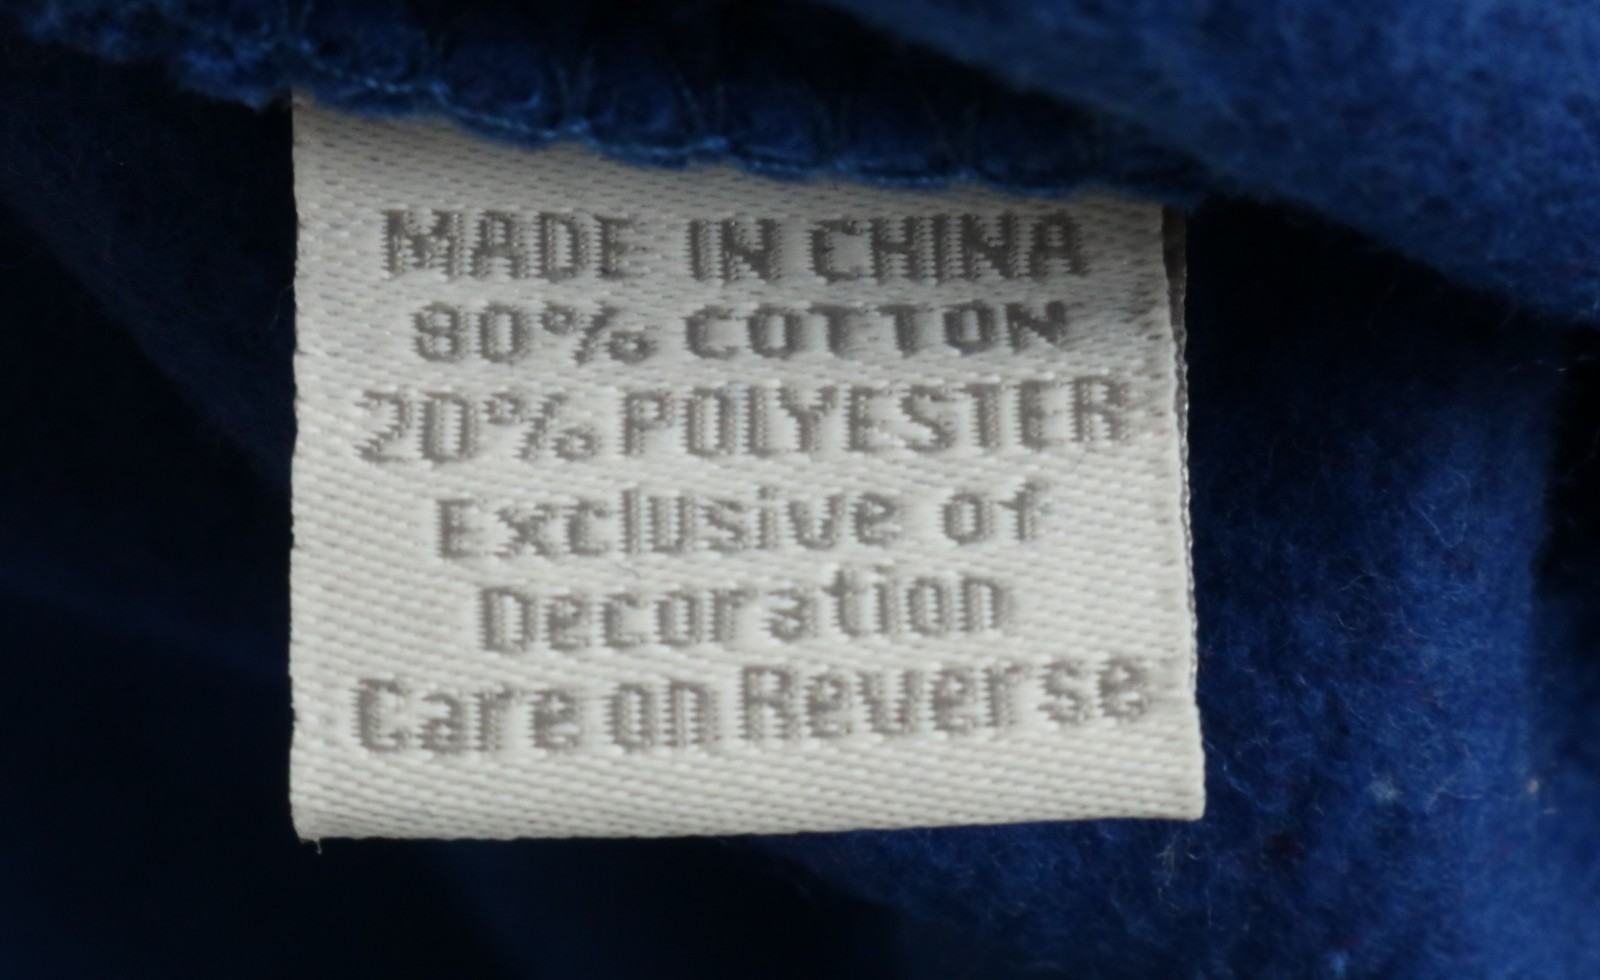 MADE IN CHINA
80% COTTON
20% POLYESTER
Exclusive of
Decoration
Care on Reverse